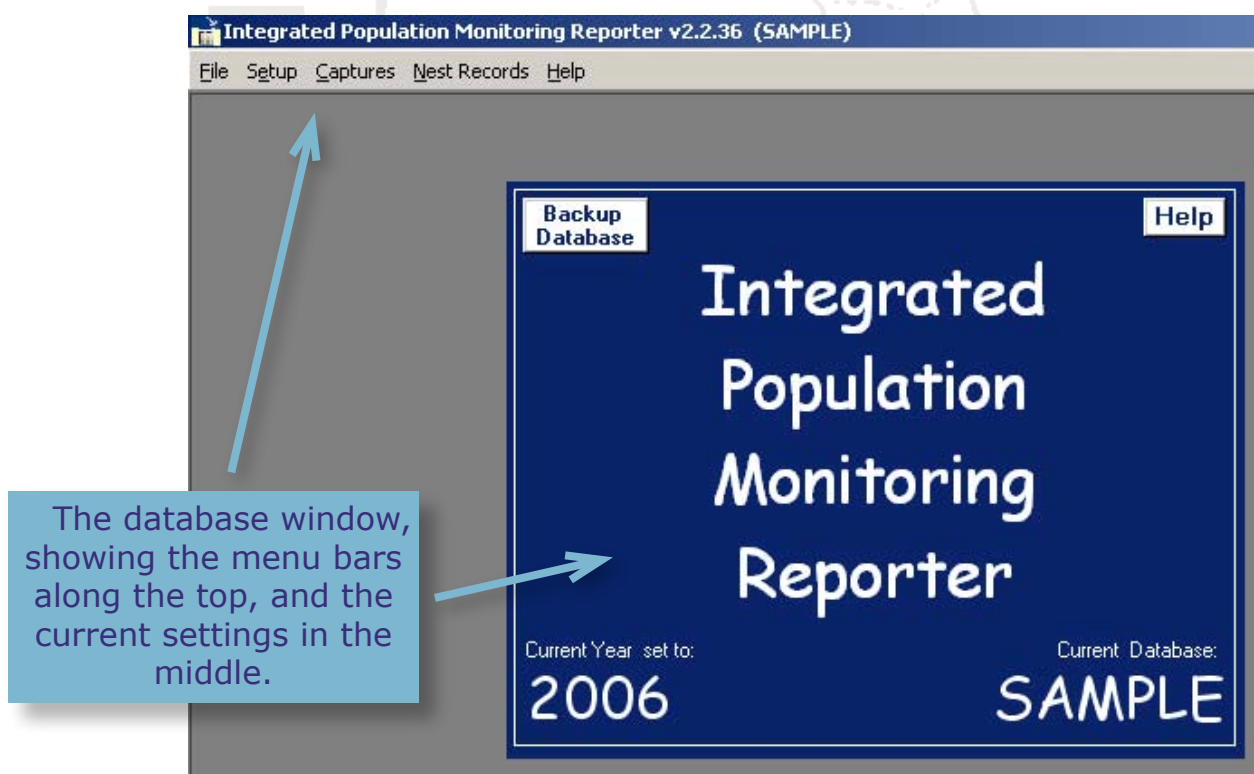 Integrated Population Monitoring Reporter v2.2.36 (SAMPLE)
File Setup Captures Nest Records Help
Backup
Database
Help
Integrated
Population
Monitoring
Reporter
The database window,
showing the menu bars
along the top, and the
current settings in the
middle.
Current Year set to:
2006
Current Database:
SAMPLE